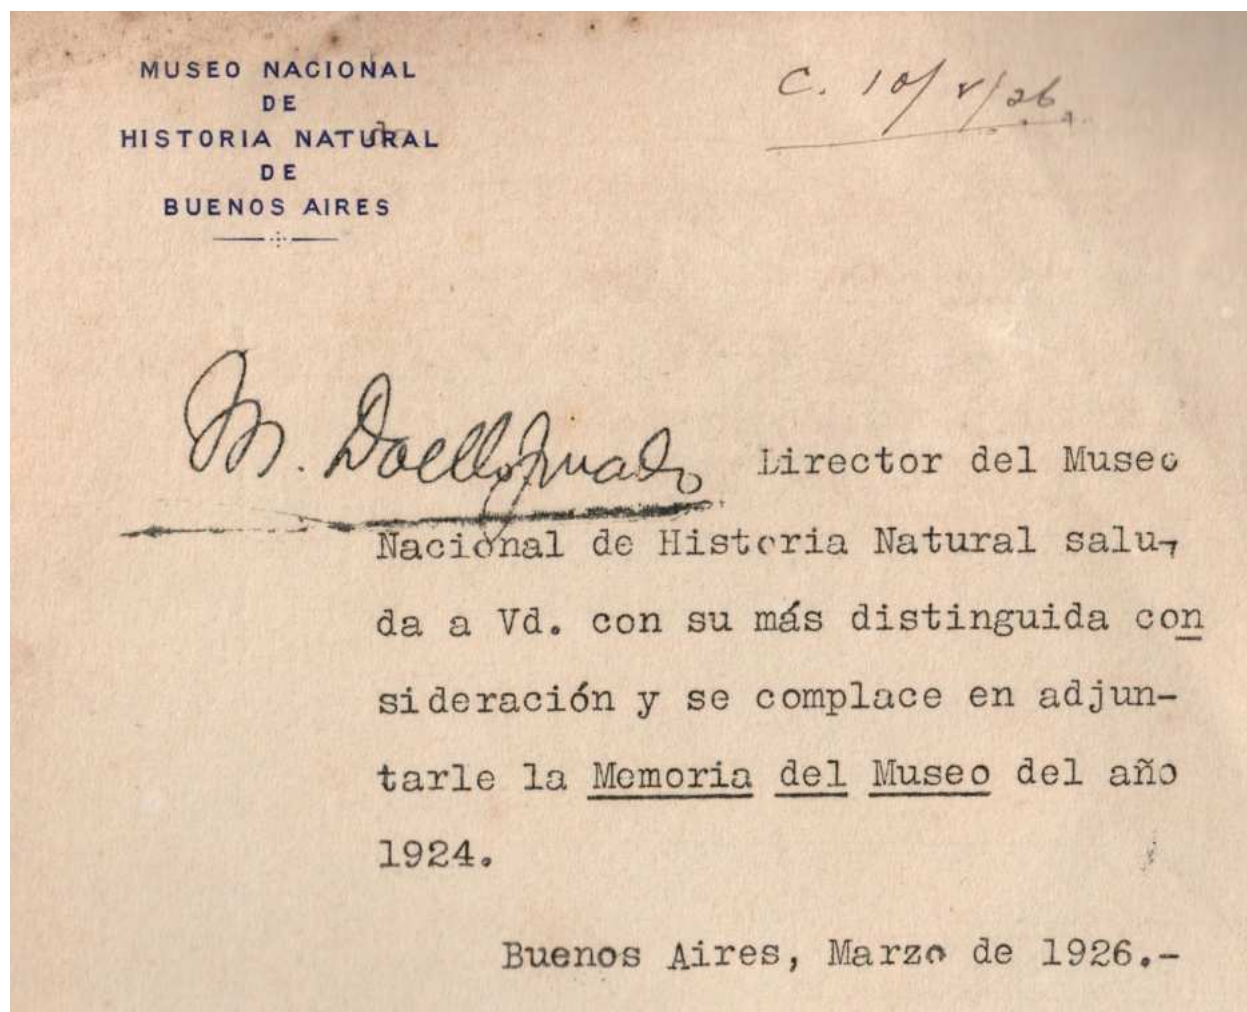 MUSEO NACIONAL
DE
HISTORIA NATURAL
DE
BUENOS AIRES
C. 10/8/26.
M. Doello Jurado Director del Museo
Nacional de Historia Natural salu-
da a Vd. con su más distinguida con
sideración y se complace en adjun-
tarle la Memoria del Museo del año
1924.
Buenos Aires, Marzo de 1926.-